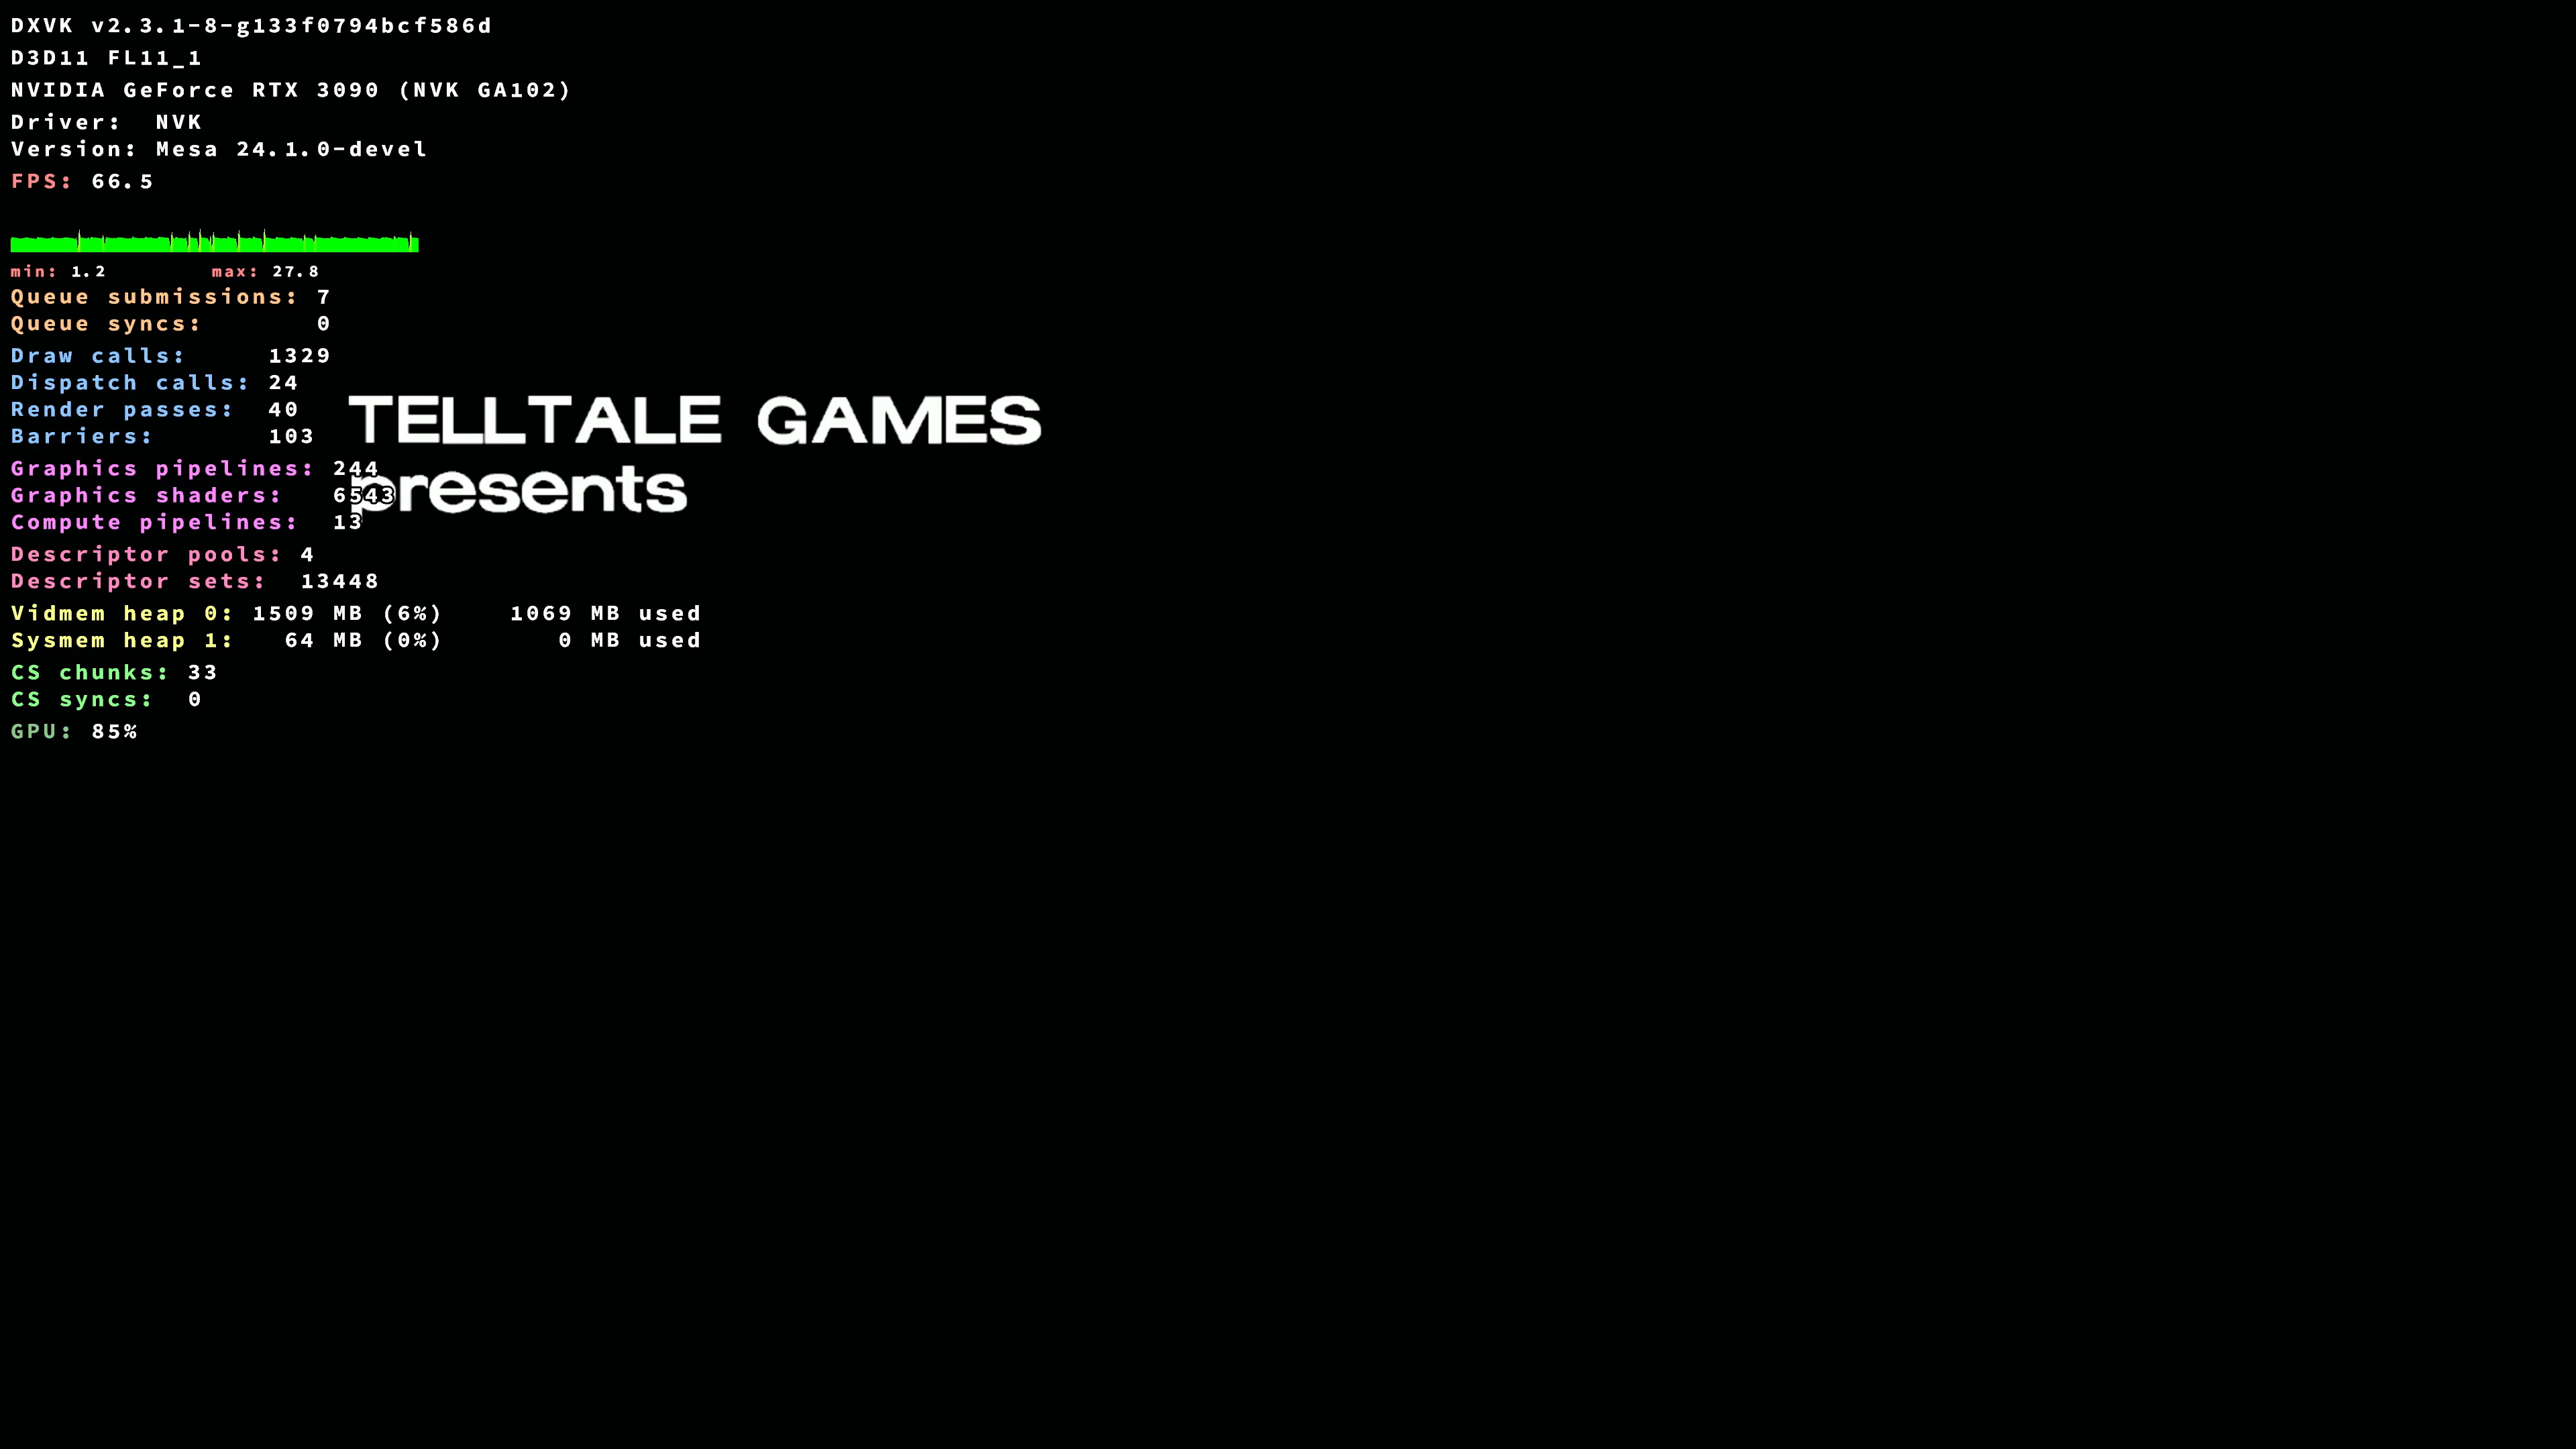 DXVK v2.3.1-8-g133f0794bcf586d
D3D11 FL11_1
NVIDIA GeForce RTX 3090 (NVK GA102)
Driver: NVK
Version: Mesa 24.1.0-devel
FPS: 66.5
min: 1.2 max: 27.8
Queue submissions: 7
Queue syncs: 0
Draw calls: 1329
Dispatch calls: 24
Render passes: 40
Barriers: 103
TELLTALE GAMES
presents
Graphics pipelines: 244
Graphics shaders: 6543
Compute pipelines: 13
Descriptor pools: 4
Descriptor sets: 13448
Vidmem heap 0: 1509 MB (6%) 1069 MB used
Sysmem heap 1: 64 MB (0%) 0 MB used
CS chunks: 33
CS syncs: 0
GPU: 85%